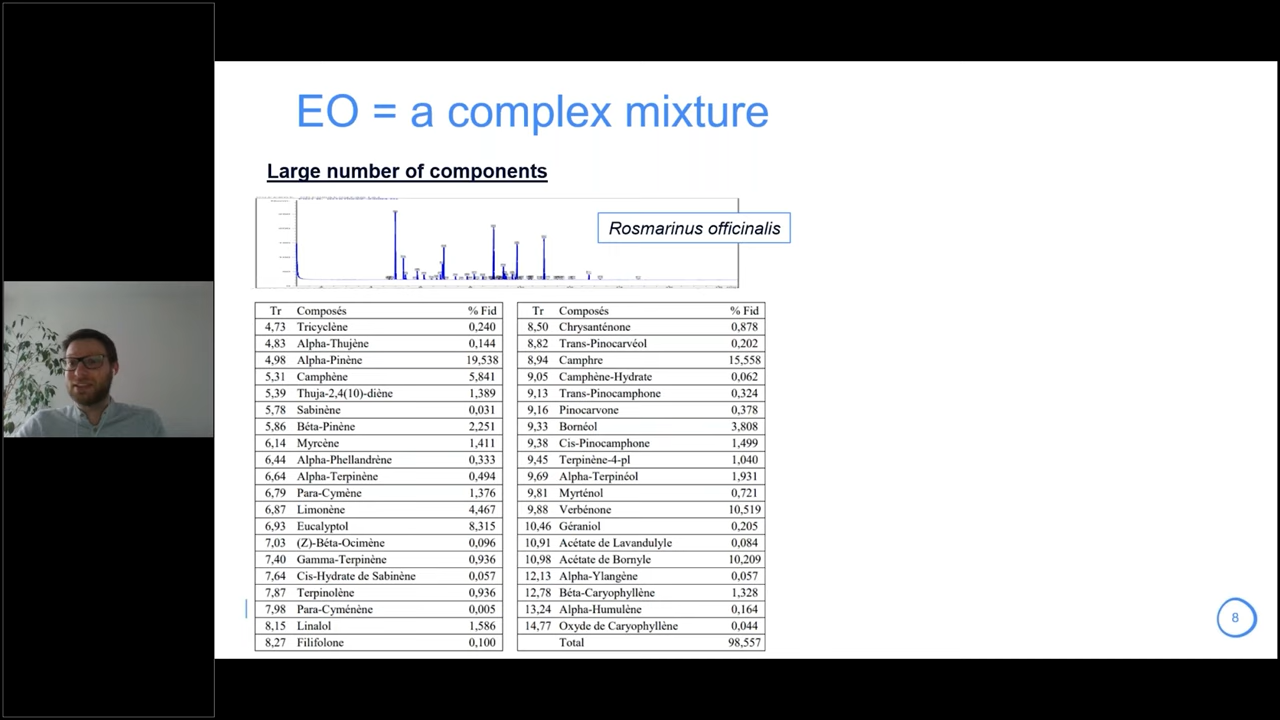 EO = a complex mixture
Large number of components
Rosmarinus officinalis
Tr Composés % Fid
4,73 Tricyclène 0,240
4,83 Alpha-Thujène 0,144
4,98 Alpha-Pinène 19,538
5,31 Camphène 5,841
5,39 Thuja-2,4(10)-diène 1,389
5,78 Sabinène 0,031
5,86 Béta-Pinène 2,251
6,14 Myrcène 1,411
6,44 Alpha-Phellandrène 0,333
6,64 Alpha-Terpinène 0,494
6,79 Para-Cymène 1,376
6,87 Limonène 4,467
6,93 Eucalyptol 8,315
7,03 (Z)-Béta-Ocimène 0,096
7,40 Gamma-Terpinène 0,936
7,64 Cis-Hydrate de Sabinène 0,057
7,87 Terpinolène 0,936
7,98 Para-Cyménène 0,005
8,15 Linalol 1,586
8,27 Filifolone 0,100
Tr Composés % Fid
8,50 Chrysanténone 0,878
8,82 Trans-Pinocarvéol 0,202
8,94 Camphre 15,558
9,05 Camphène-Hydrate 0,062
9,13 Trans-Pinocamphone 0,324
9,16 Pinocarvone 0,378
9,33 Bornéol 3,808
9,38 Cis-Pinocamphone 1,499
9,45 Terpinène-4-pl 1,040
9,69 Alpha-Terpinéol 1,931
9,81 Myrténol 0,721
9,88 Verbénone 10,519
10,46 Géraniol 0,205
10,91 Acétate de Lavandulyle 0,084
10,98 Acétate de Bornyle 10,209
12,13 Alpha-Ylangène 0,057
12,78 Béta-Caryophyllène 1,328
13,24 Alpha-Humulène 0,164
14,77 Oxyde de Caryophyllène 0,044
Total 98,557
8